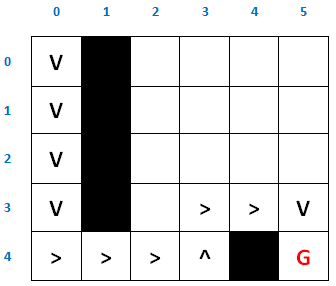 0 1 2 3 4 5
0 V
1 V
2 V
3 V > > V
4 > > > ^ G